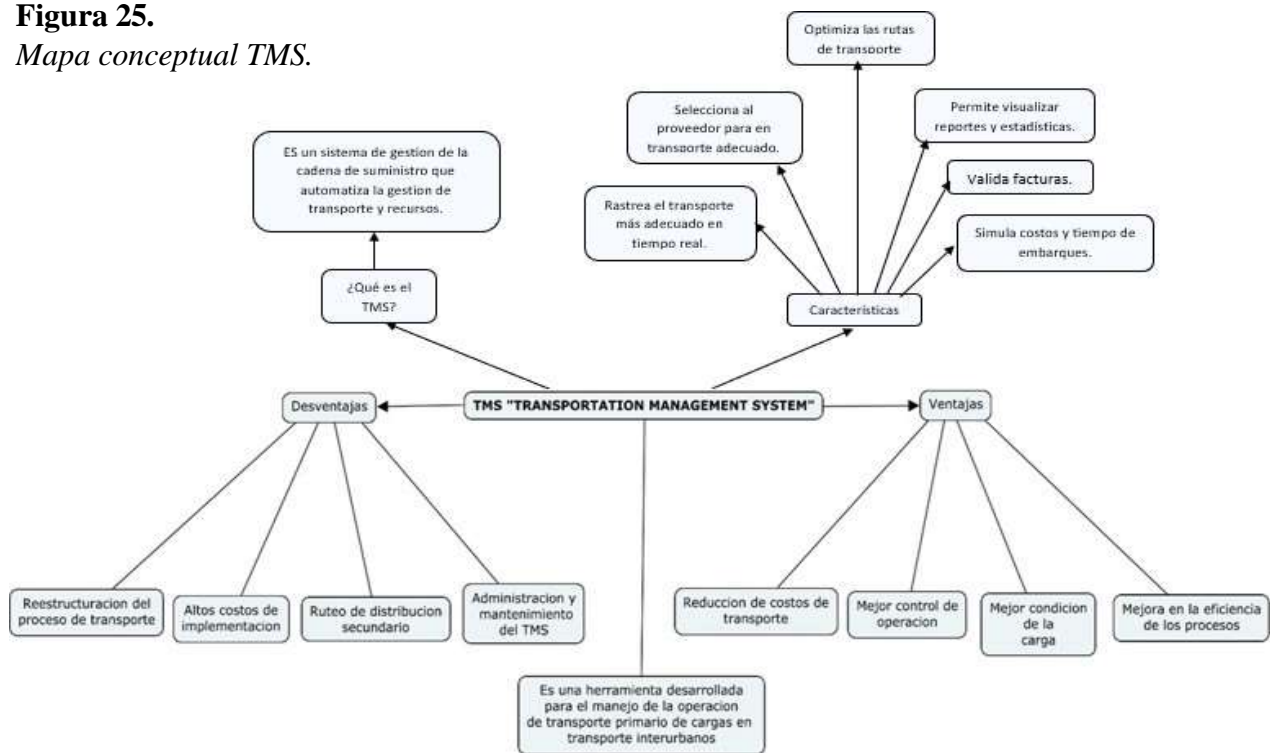 Figura 25.
Mapa conceptual TMS.
Optimiza las rutas
de transporte
Selecciona al
proveedor para en
transporte adecuado.
Permite visualizar
reportes y estadísticas.
ES un sistema de gestion de la
cadena de suministro que
automatiza la gestion de
transporte y recursos.
Valida facturas.
Rastrea el transporte
más adecuado en
tiempo real.
Simula costos y tiempo de
embarques.
¿Qué es el
TMS?
Características
Desventajas
TMS "TRANSPORTATION MANAGEMENT SYSTEM"
Ventajas
Reestructuracion del
proceso de transporte
Altos costos de
implementacion
Ruteo de distribucion
secundario
Administracion y
mantenimiento
del TMS
Reduccion de costos de
transporte
Mejor control de
operacion
Mejor condicion
de la
carga
Mejora en la eficiencia
de los procesos
Es una herramienta desarrollada
para el manejo de la operacion
de transporte primario de cargas en
transporte interurbanos